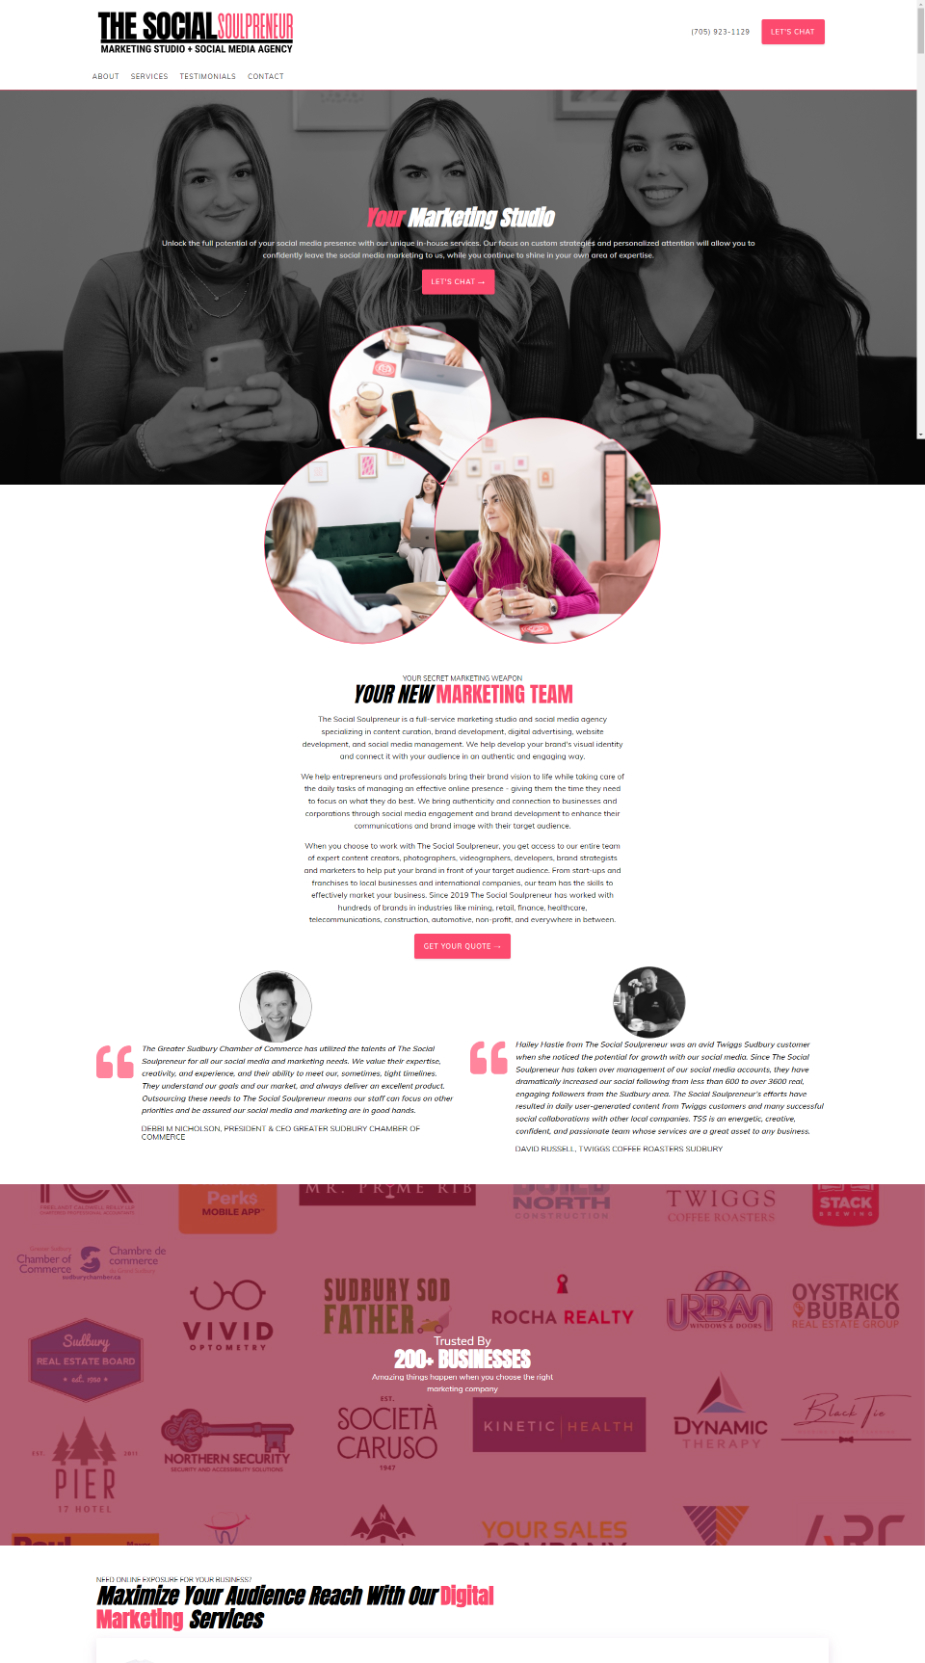 THE SOCIAL SOULPRENEUR
MARKETING STUDIO + SOCIAL MEDIA AGENCY
(705) 923-1129
LET'S CHAT
ABOUT SERVICES TESTIMONIALS CONTACT
Your Marketing Studio
Unlock the full potential of your social media presence with our unique in-house services. Our focus on custom strategies and personalized attention will allow you to
confidently leave the social media marketing to us, while you continue to shine in your own area of expertise.
LET'S CHAT →
YOUR SECRET MARKETING WEAPON
YOUR NEW MARKETING TEAM
The Social Soulpreneur is a full-service marketing studio and social media agency
specializing in content curation, brand development, digital advertising, website
development, and social media management. We help develop your brand's visual identity
and connect it with your audience in an authentic and engaging way.
We help entrepreneurs and professionals bring their brand vision to life while taking care of
the daily tasks of managing an effective online presence - giving them the time they need
to focus on what they do best. We bring authenticity and connection to businesses and
corporations through social media engagement and brand development to enhance their
communications and brand image with their target audience.
When you choose to work with The Social Soulpreneur, you get access to our entire team
of expert content creators, photographers, videographers, developers, brand strategists
and marketers to help put your brand in front of your target audience. From start-ups and
franchises to local businesses and international companies, our team has the skills to
effectively market your business. Since 2019 The Social Soulpreneur has worked with
hundreds of brands in industries like mining, retail, finance, healthcare,
telecommunications, construction, automotive, non-profit, and everywhere in between.
GET YOUR QUOTE →
The Greater Sudbury Chamber of Commerce has utilized the talents of The Social
Soulpreneur for all our social media and marketing needs. We value their expertise,
creativity, and experience, and their ability to meet our, sometimes, tight timelines.
They understand our goals and our market, and always deliver an excellent product.
Outsourcing these needs to The Social Soulpreneur means our staff can focus on other
priorities and be assured our social media and marketing are in good hands.
DEBBI M NICHOLSON, PRESIDENT & CEO GREATER SUDBURY CHAMBER OF
COMMERCE
Hailey Hastie from The Social Soulpreneur was an avid Twiggs Sudbury customer
when she noticed the potential for growth with our social media. Since The Social
Soulpreneur has taken over management of our social media accounts, they have
dramatically increased our social following from less than 600 to over 3600 real,
engaging followers from the Sudbury area. The Social Soulpreneur's efforts have
resulted in daily user-generated content from Twiggs customers and many successful
social collaborations with other local companies. TSS is an energetic, creative,
confident, and passionate team whose services are a great asset to any business.
DAVID RUSSELL, TWIGGS COFFEE ROASTERS SUDBURY
Perks
MOBILE APP
MR. PRIME RIB
BUILD
NORTH
CONSTRUCTION
TWIGGS
COFFEE ROASTERS
STACK
BREWING
Greater Sudbury
Chamber of
Commerce
Chambre de
commerce
sudburychamber.ca
VIVID
OPTOMETRY
SUDBURY SOD
FATHER
ROCHA REALTY
URBAN
WINDOWS & DOORS
OYSTRICK
& BUBALO
REAL ESTATE GROUP
Sudbury
REAL ESTATE BOARD
est. 1960
Trusted By
200+ BUSINESSES
Amazing things happen when you choose the right
marketing company
EST. 2011
PIER
17 HOTEL
NORTHERN SECURITY
SECURITY AND ACCESSIBILITY SOLUTIONS
EST.
SOCIETÀ
CARUSO
1947
KINETIC | HEALTH
DYNAMIC
THERAPY
Black Tie
YOUR SALES
COMPANY
ARC
NEED ONLINE EXPOSURE FOR YOUR BUSINESS?
Maximize Your Audience Reach With Our Digital
Marketing Services